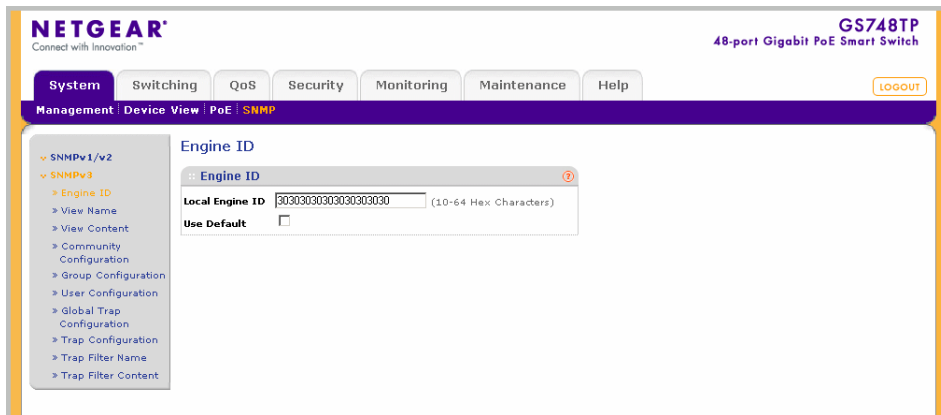 NETGEAR®
Connect with Innovation™
GS748TP
48-port Gigabit PoE Smart Switch
System Switching QoS Security Monitoring Maintenance Help
LOGOUT
Management Device View PoE SNMP
SNMPv1/v2
SNMPv3
Engine ID
View Name
View Content
Community
Configuration
Group Configuration
User Configuration
Global Trap
Configuration
Trap Configuration
Trap Filter Name
Trap Filter Content
Engine ID
Engine ID ?
Local Engine ID 30303030303030303030 (10-64 Hex Characters)
Use Default